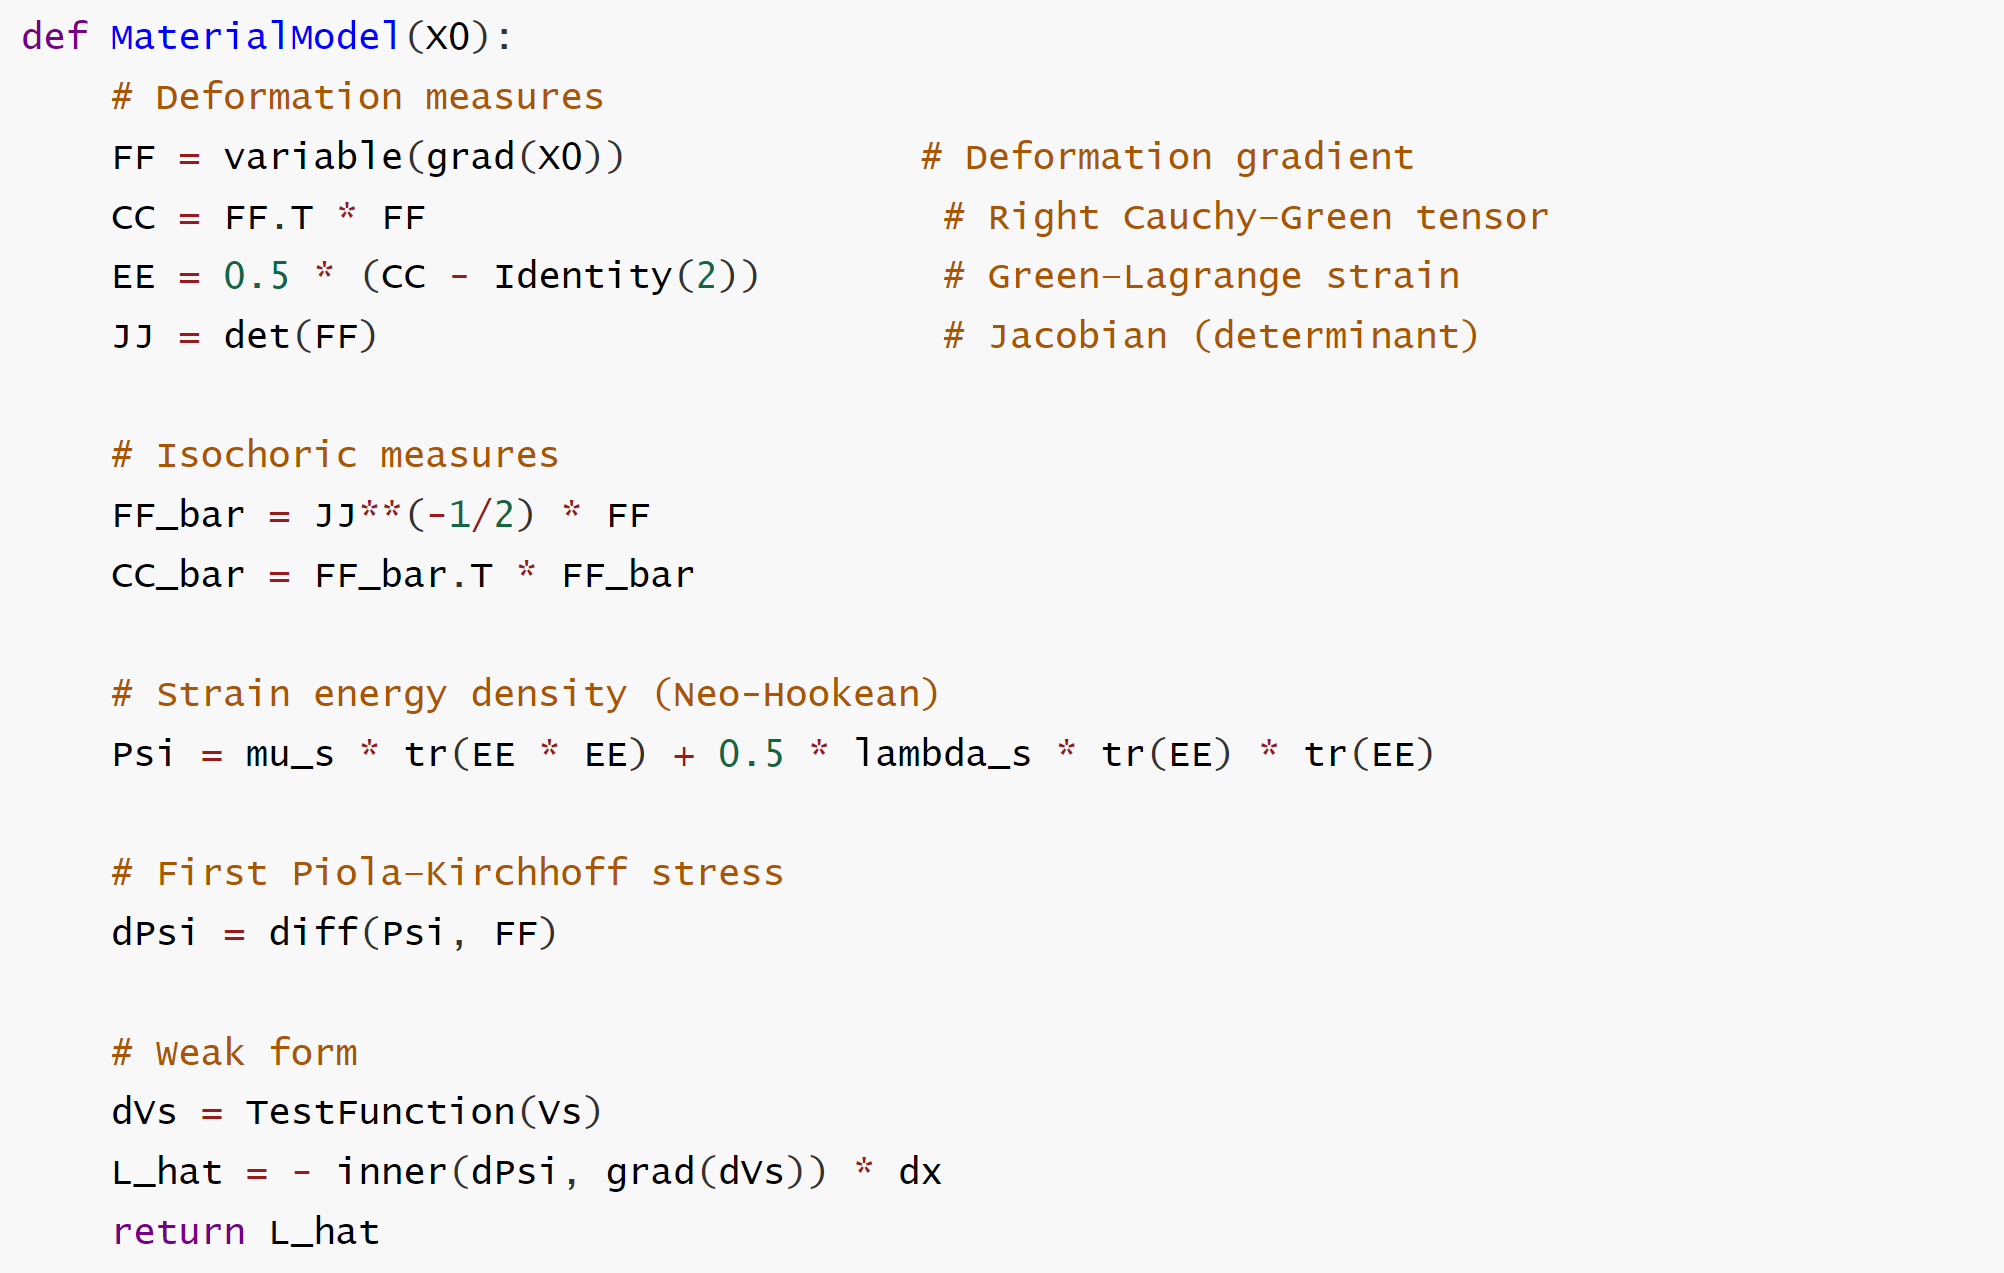 def MaterialModel(X0):
    # Deformation measures
    FF = variable(grad(X0))             # Deformation gradient
    CC = FF.T * FF                       # Right Cauchy-Green tensor
    EE = 0.5 * (CC - Identity(2))        # Green-Lagrange strain
    JJ = det(FF)                         # Jacobian (determinant)

    # Isochoric measures
    FF_bar = JJ**(-1/2) * FF
    CC_bar = FF_bar.T * FF_bar

    # Strain energy density (Neo-Hookean)
    Psi = mu_s * tr(EE * EE) + 0.5 * lambda_s * tr(EE) * tr(EE)

    # First Piola-Kirchhoff stress
    dPsi = diff(Psi, FF)

    # Weak form
    dVs = TestFunction(Vs)
    L_hat = - inner(dPsi, grad(dVs)) * dx
    return L_hat